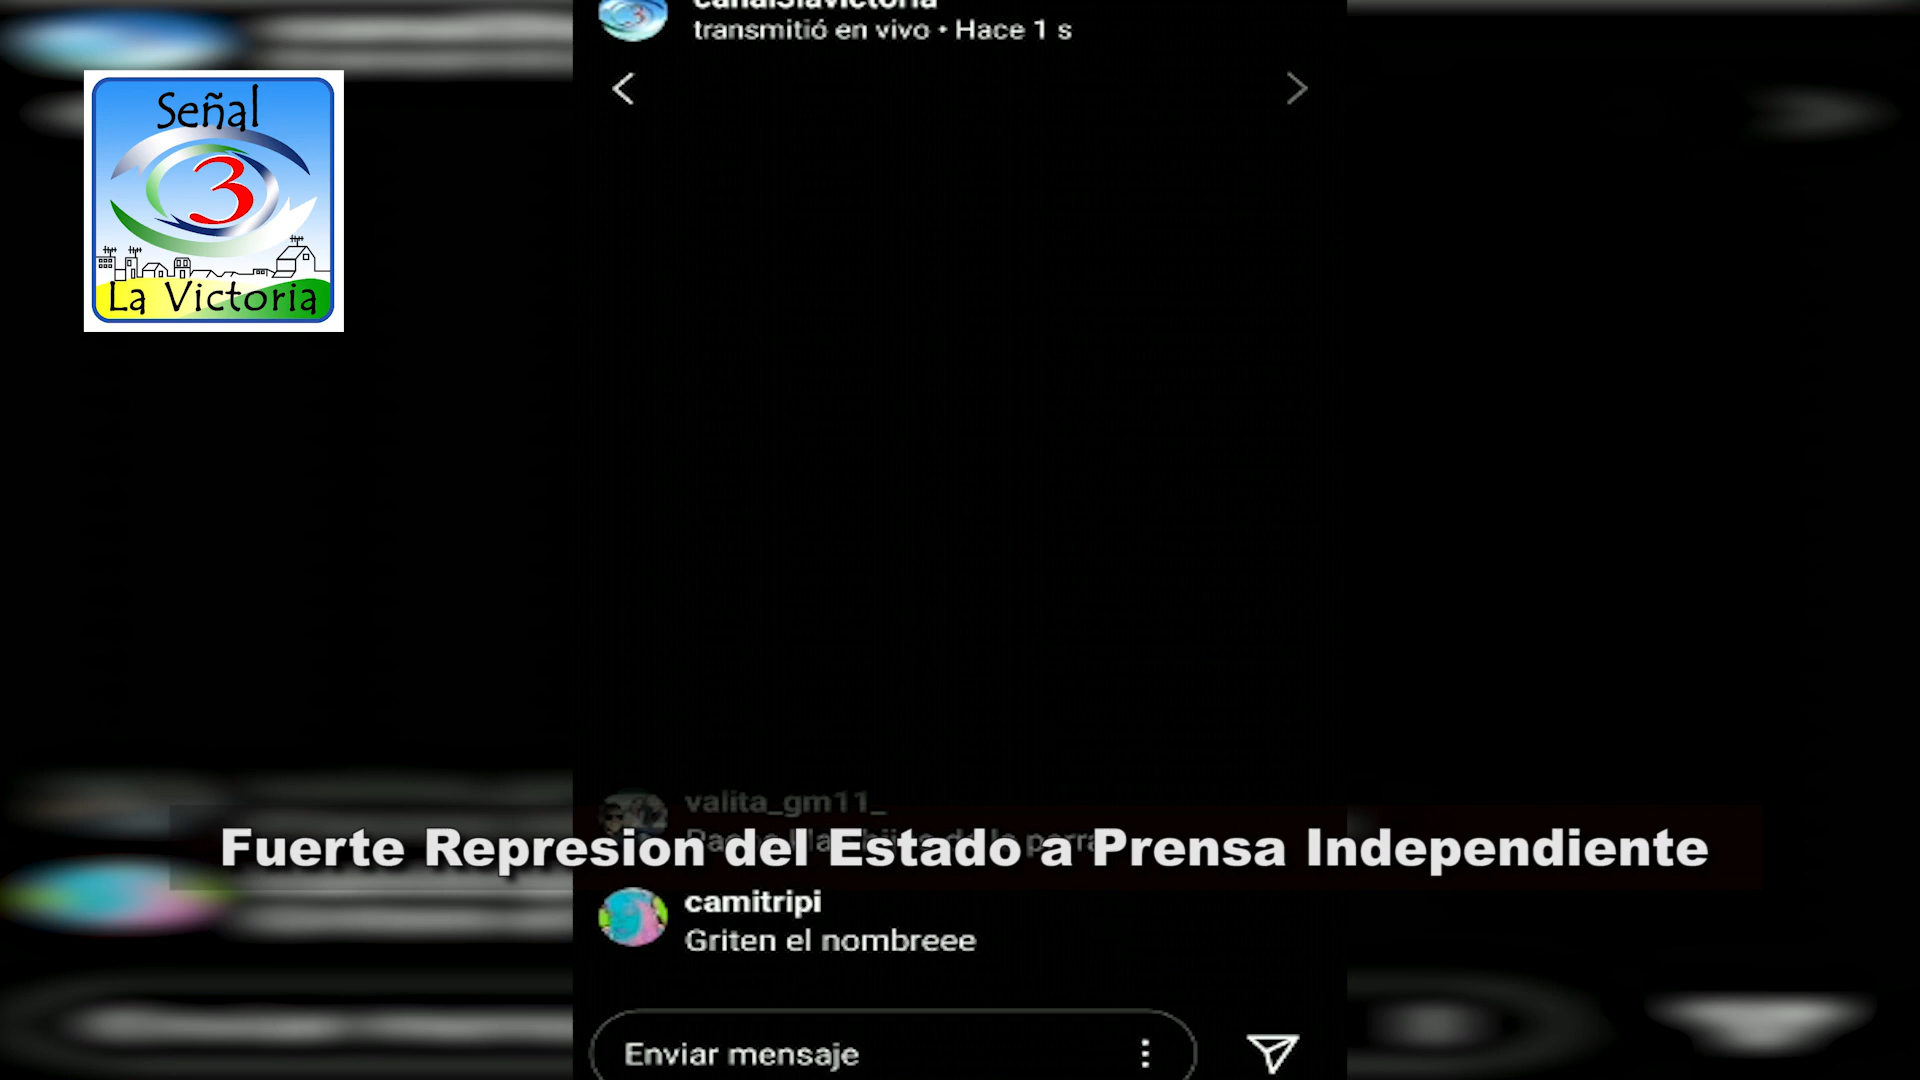 canal3lavictoria
transmitió en vivo • Hace 1 s
Señal
3
La Victoria
valita_gm11_
Fuerte Represion del Estado a Prensa Independiente
camitripi
Griten el nombreee
Enviar mensaje